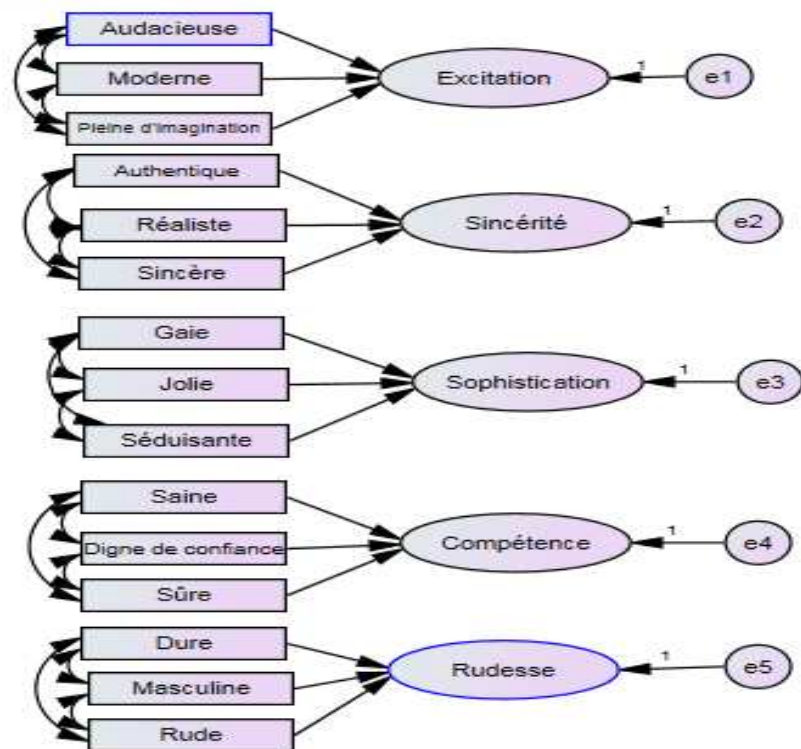 Audacieuse
Moderne
Pleine d'imagination
Excitation
1
e1
Authentique
Réaliste
Sincère
Sincérité
1
e2
Gaie
Jolie
Séduisante
Sophistication
1
e3
Saine
Digne de confiance
Sûre
Compétence
1
e4
Dure
Masculine
Rude
Rudesse
1
e5